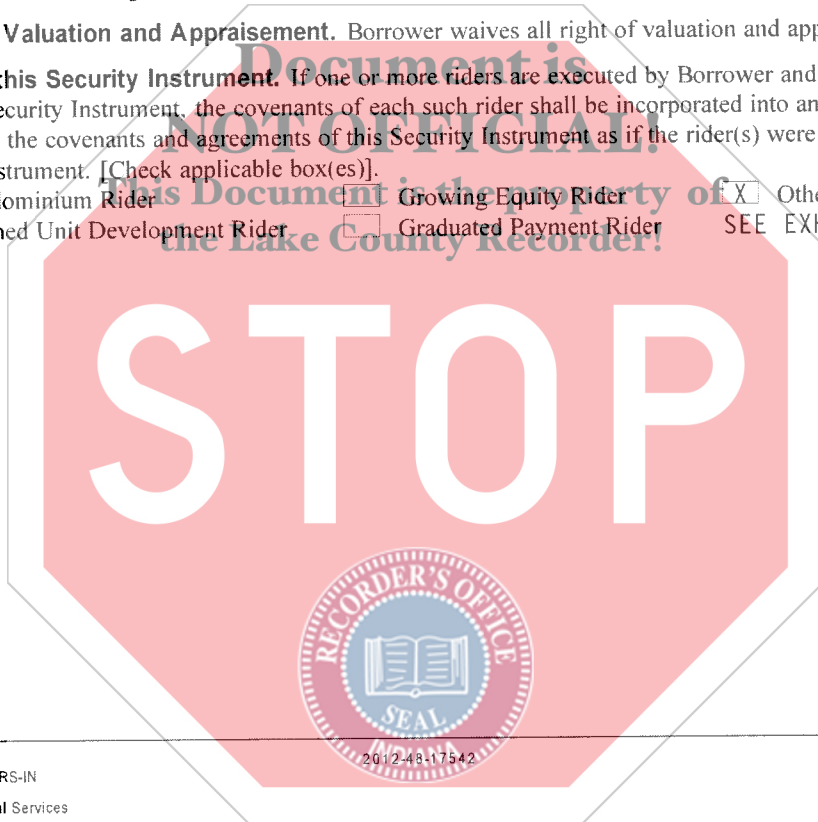 Valuation and Appraisement. Borrower waives all right of valuation and app
Document is
this Security Instrument. If one or more riders are executed by Borrower and
ecurity Instrument, the covenants of each such rider shall be incorporated into an
NOT OFFICIAL!
the covenants and agreements of this Security Instrument as if the rider(s) were
strument. [Check applicable box(es)].
This Document is the property of
ominium Rider Growing Equity Rider X Othe
ned Unit Development Rider Graduated Payment Rider SEE EXH
the Lake County Recorder!
STOP
RECORDER'S OFFICE
SEAL
INDIANA
2012-48-17542
RS-IN
al Services